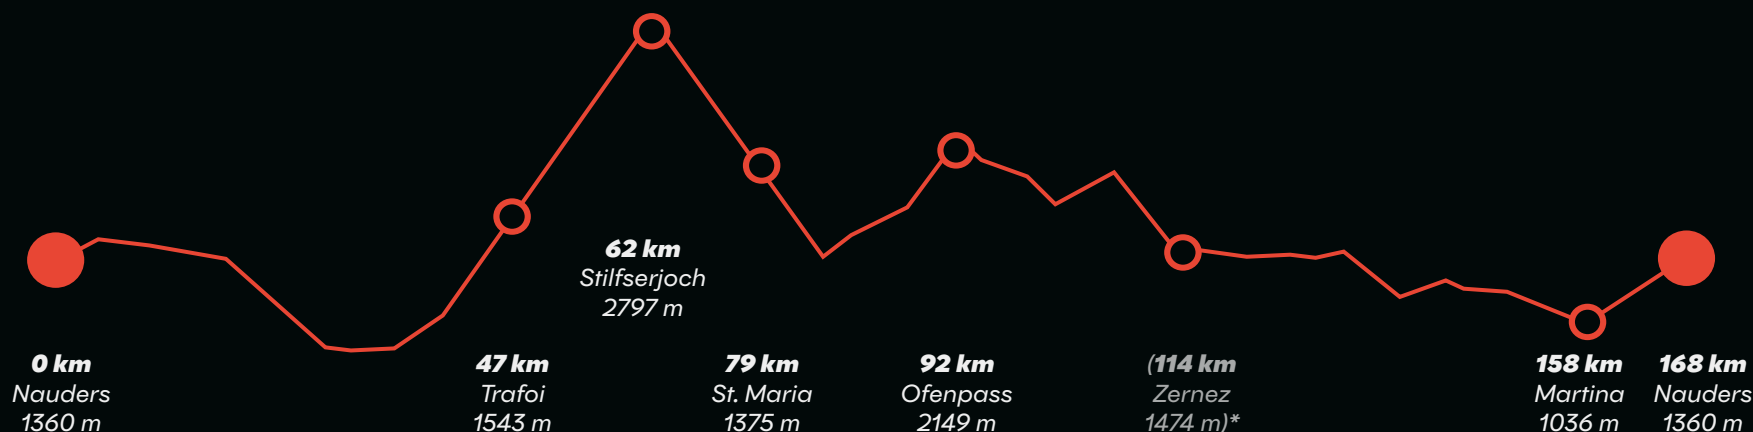 62 km
Stilfserjoch
2797 m
0 km
Nauders
1360 m
47 km
Trafoi
1543 m
79 km
St. Maria
1375 m
92 km
Ofenpass
2149 m
(114 km
Zernez
1474 m)*
158 km
Martina
1036 m
168 km
Nauders
1360 m